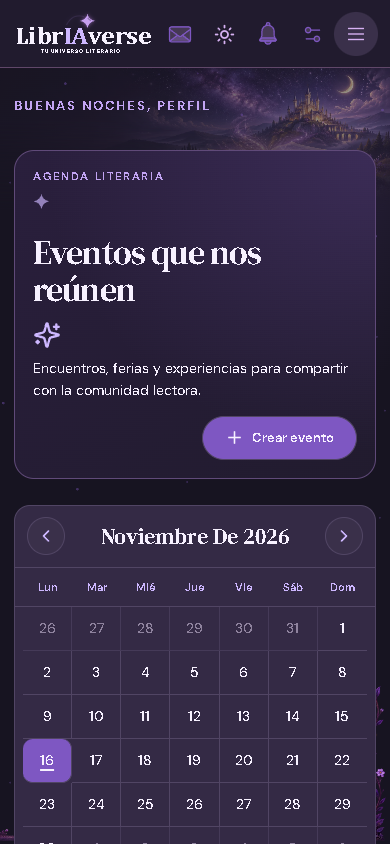 LibrIAverse
TU UNIVERSO LITERARIO
BUENAS NOCHES, PERFIL
AGENDA LITERARIA
Eventos que nos
reúnen
Encuentros, ferias y experiencias para compartir
con la comunidad lectora.
Crear evento
Noviembre De 2026
Lun Mar Mié Jue Vie Sáb Dom
26 27 28 29 30 31 1
2 3 4 5 6 7 8
9 10 11 12 13 14 15
16 17 18 19 20 21 22
23 24 25 26 27 28 29